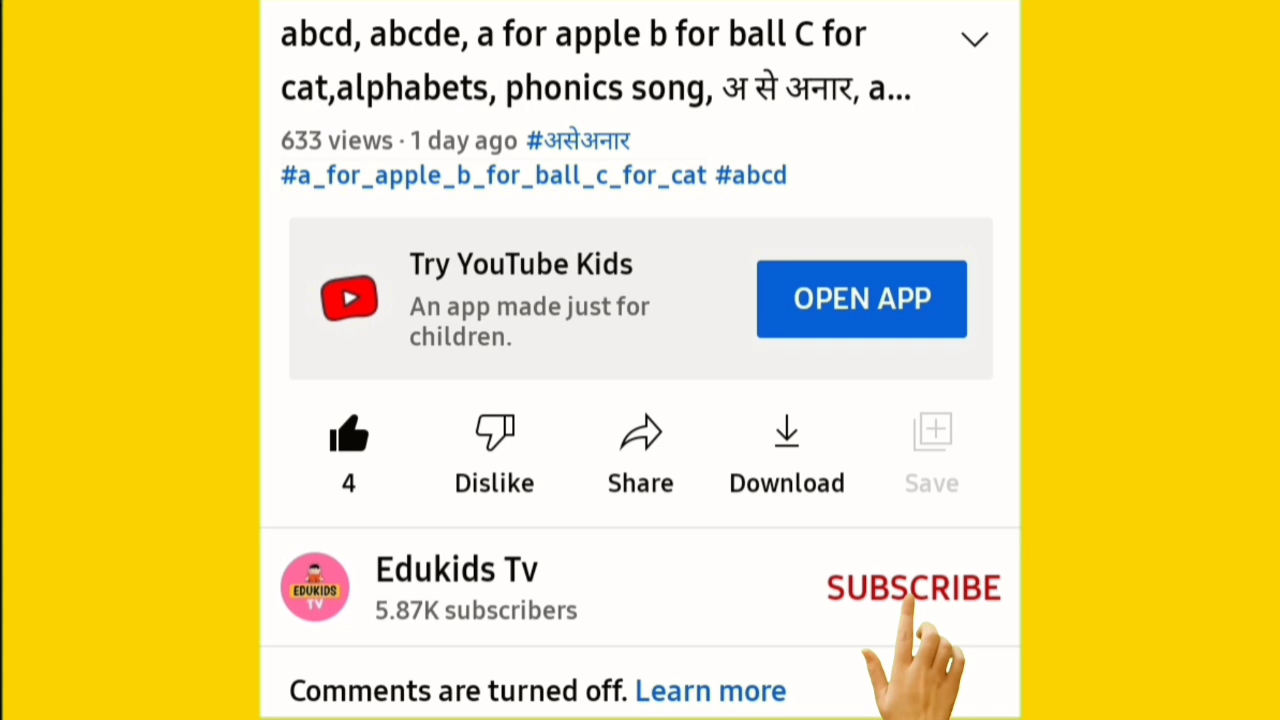 abcd, abcde, a for apple b for ball C for
cat,alphabets, phonics song, अ से अनार, a...
633 views · 1 day ago #असेअनार
#a_for_apple_b_for_ball_c_for_cat #abcd
Try YouTube Kids
An app made just for
children.
OPEN APP
4 Dislike Share Download Save
EDUKIDS
TV
Edukids Tv
5.87K subscribers
SUBSCRIBE
Comments are turned off. Learn more